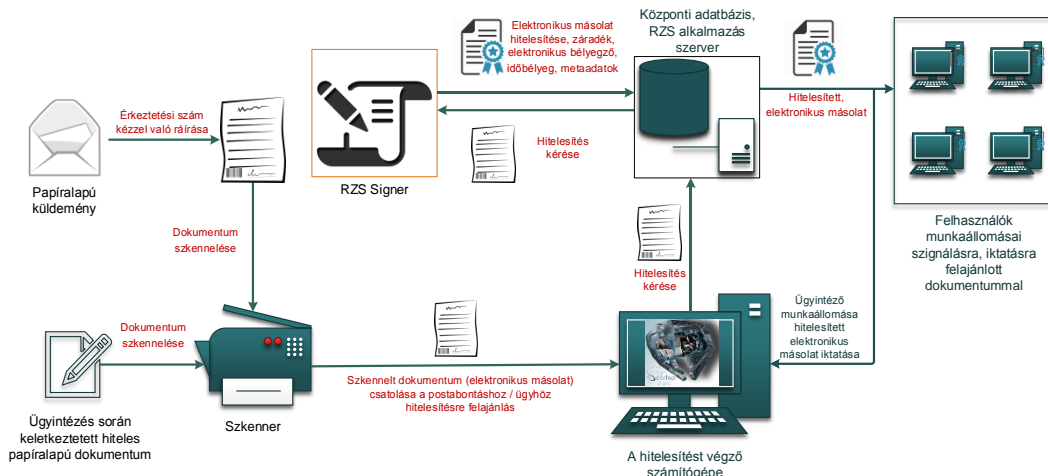 Elektronikus másolat
hitelesítése, záradék,
elektronikus bélyegző,
időbélyeg, metaadatok
Központi adatbázis,
RZS alkalmazás
szerver
Érkeztetési szám
kézzel való ráírása
Hitelesített,
elektronikus másolat
Hitelesítés
kérése
Papíralapú
küldemény
RZS Signer
Dokumentum
szkennelése
Hitelesítés
kérése
Felhasználók
munkaállomásai
szignálásra, iktatásra
felajánlott
dokumentummal
Ügyintéző
munkaállomása
hitelesített
elektronikus
másolat iktatása
Dokumentum
szkennelése
Szkennelt dokumentum (elektronikus másolat)
csatolása a postabontáshoz / ügyhöz
hitelesítésre felajánlás
Ügyintézés során
keletkeztetett hiteles
papíralapú dokumentum
Szkenner
A hitelesítést végző
számítógépe